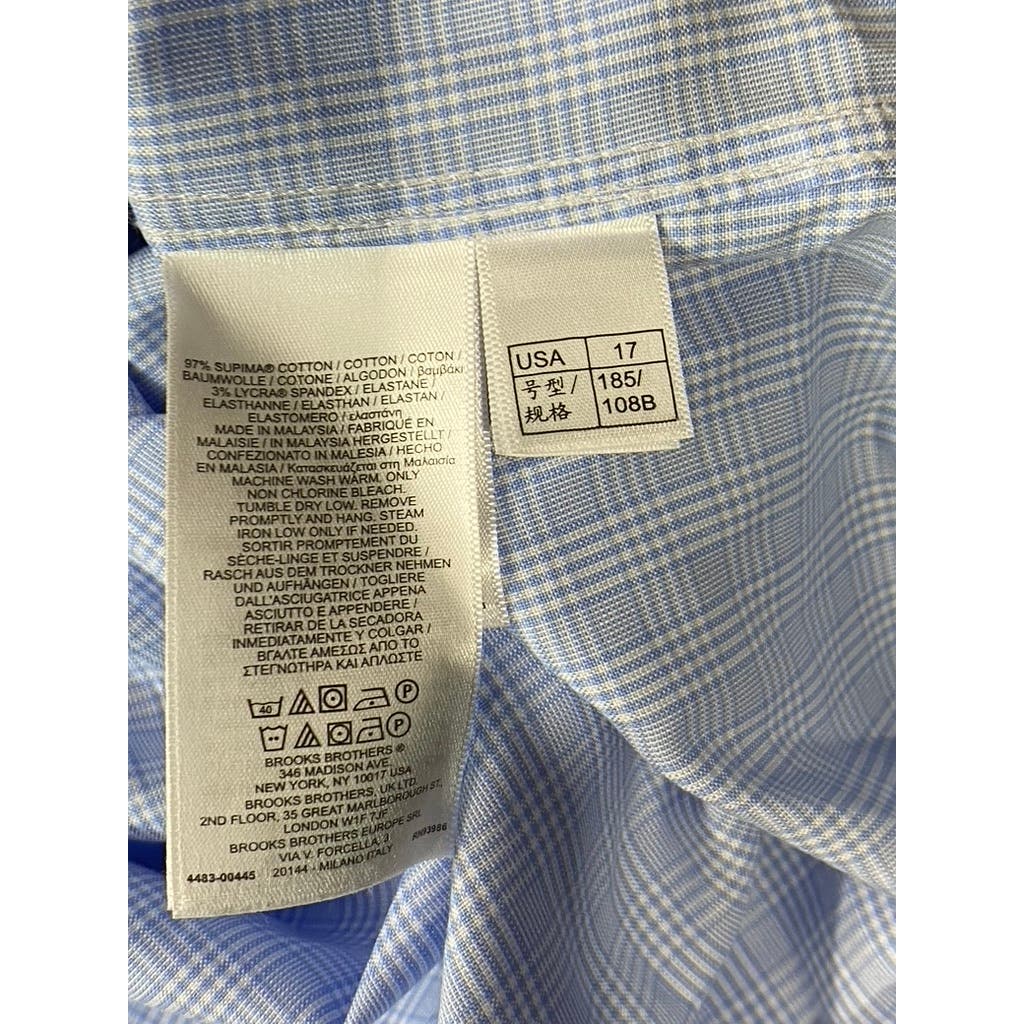 97% SUPIMA® COTTON / COTTON / COTON /
BAUMWOLLE / COTONE / ALGODON / βαμβάκι
3% LYCRA® SPANDEX / ELASTANE /
ELASTHANNE / ELASTHAN / ELASTAN /
ELASTOMERO / ελαστάνη
MADE IN MALAYSIA / FABRIQUÉ EN
MALAISIE / IN MALAYSIA HERGESTELLT /
CONFEZIONATO IN MALESIA / HECHO
EN MALASIA / Κατασκευάζεται στη Μαλαισία
MACHINE WASH WARM. ONLY
NON CHLORINE BLEACH.
TUMBLE DRY LOW. REMOVE
PROMPTLY AND HANG. STEAM
IRON LOW ONLY IF NEEDED.
SORTIR PROMPTEMENT DU
SÈCHE-LINGE ET SUSPENDRE /
RASCH AUS DEM TROCKNER NEHMEN
UND AUFHÄNGEN / TOGLIERE
DALL'ASCIUGATRICE APPENA
ASCIUTTO E APPENDERE /
RETIRAR DE LA SECADORA
INMEDIATAMENTE Y COLGAR /
ΒΓΑΛΤΕ ΑΜΕΣΩΣ ΑΠΟ ΤΟ
ΣΤΕΓΝΩΤΗΡΑ ΚΑΙ ΑΠΛΩΣΤΕ
40 P
P
BROOKS BROTHERS ®
346 MADISON AVE.
NEW YORK, NY 10017 USA
BROOKS BROTHERS, UK LTD.
2ND FLOOR, 35 GREAT MARLBOROUGH ST,
LONDON W1F 7JF
BROOKS BROTHERS EUROPE SRL
VIA V. FORCELLA, 3 RN93986
4483-00445 20144 - MILANO ITALY
USA 17
号型/ 185/
规格 108B